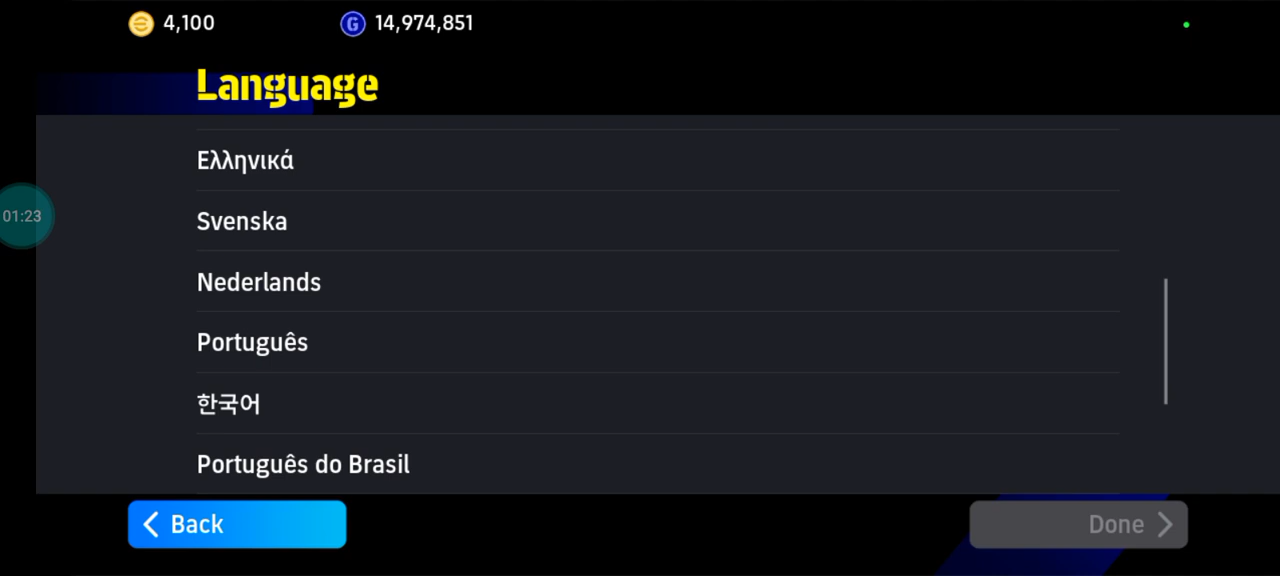 4,100
14,974,851
Language
Ελληνικά
01:23
Svenska
Nederlands
Português
한국어
Português do Brasil
Back
Done